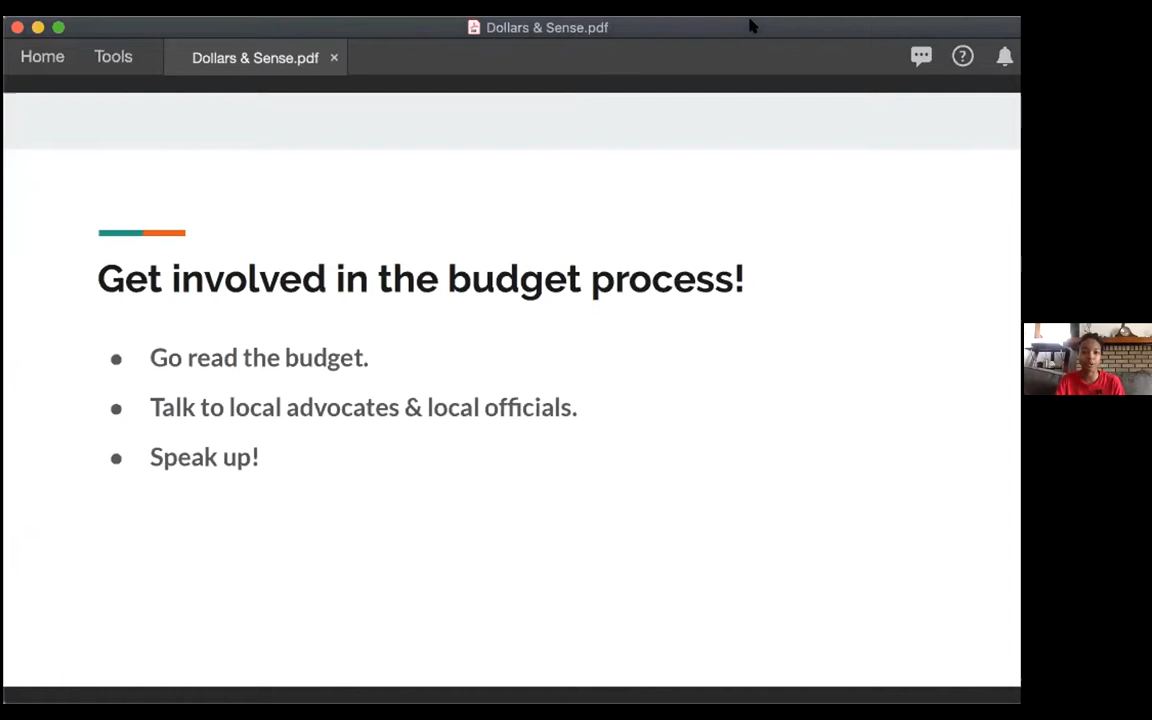 Dollars & Sense.pdf
Home
Tools
Dollars & Sense.pdf ×
Get involved in the budget process!
● Go read the budget.
● Talk to local advocates & local officials.
● Speak up!